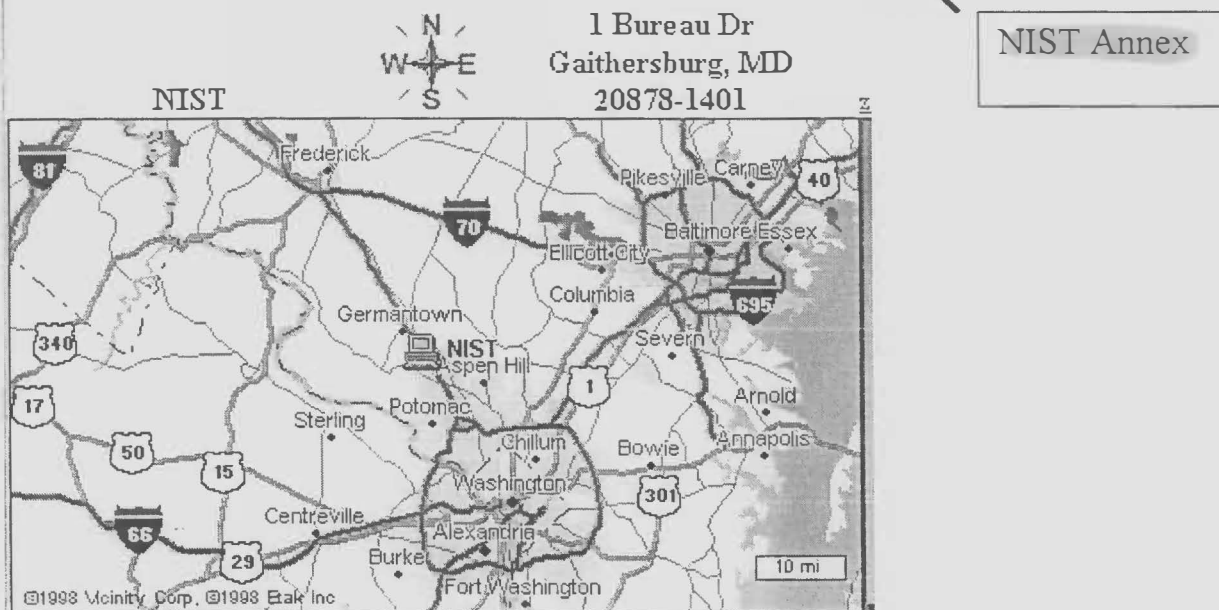 N
W E
S
1 Bureau Dr
Gaithersburg, MD
20878-1401
NIST Annex
NIST
z
81
Frederick
Pikesville
Carney
40
70
Baltimore
Essex
Ellicott City
Columbia
695
Germantown
340
NIST
Aspen Hill
Severn
17
1
Arnold
Potomac
Sterling
Chillum
Bowie
Annapolis
50
15
Washington
301
Centreville
66
Alexandria
29
Burke
10 mi
Fort Washington
©1998 Vicinity Corp, ©1998 Etak Inc